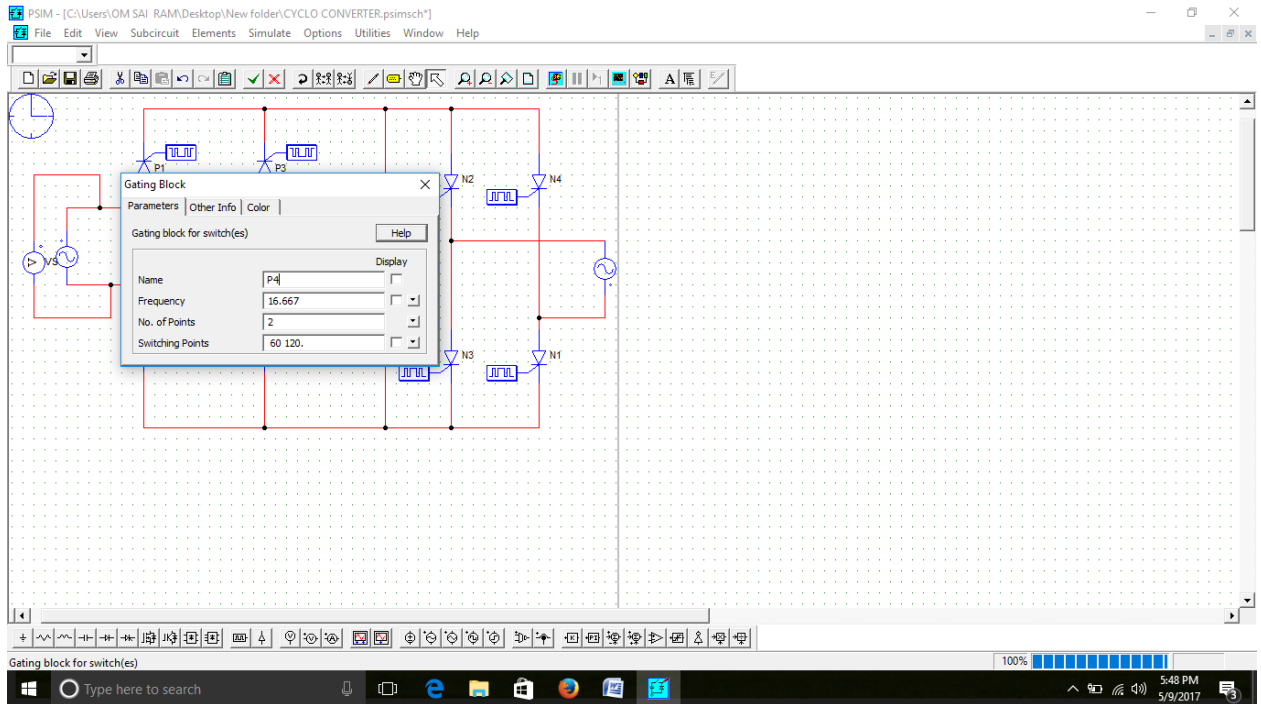 PSIM - [C:\Users\OM SAI RAM\Desktop\New folder\CYCLO CONVERTER.psimsch*]
File Edit View Subcircuit Elements Simulate Options Utilities Window Help
P1
P3
N2
N4
VS
Gating Block
Parameters Other Info Color
Gating block for switch(es)
Help
Display
Name P4
Frequency 16.667
No. of Points 2
Switching Points 60 120.
N3
N1
Gating block for switch(es)
100%
Type here to search
5:48 PM
5/9/2017
3